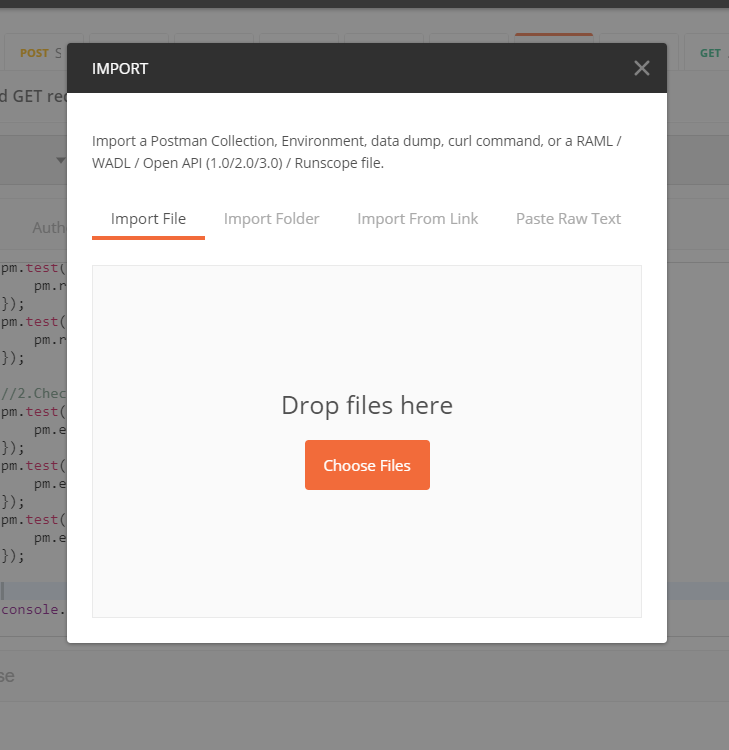 POST S
GET
IMPORT
d GET rec
Import a Postman Collection, Environment, data dump, curl command, or a RAML /
WADL / Open API (1.0/2.0/3.0) / Runscope file.
Auth
Import File Import Folder Import From Link Paste Raw Text
pm.test(
pm.r
});
pm.test(
pm.r
});
//2.Chec
pm.test(
pm.e
});
pm.test(
pm.e
});
pm.test(
pm.e
});
console.
Drop files here
Choose Files
se